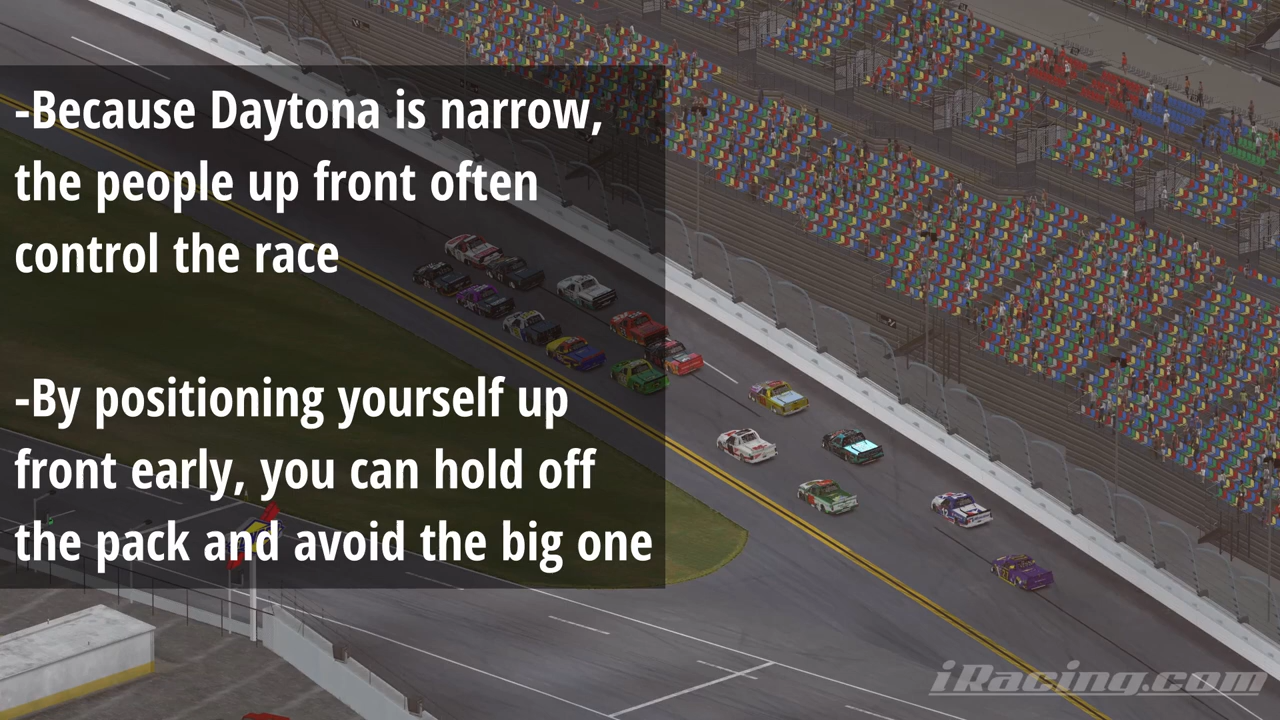 -Because Daytona is narrow,
the people up front often
control the race
-By positioning yourself up
front early, you can hold off
the pack and avoid the big one
iRacing.com